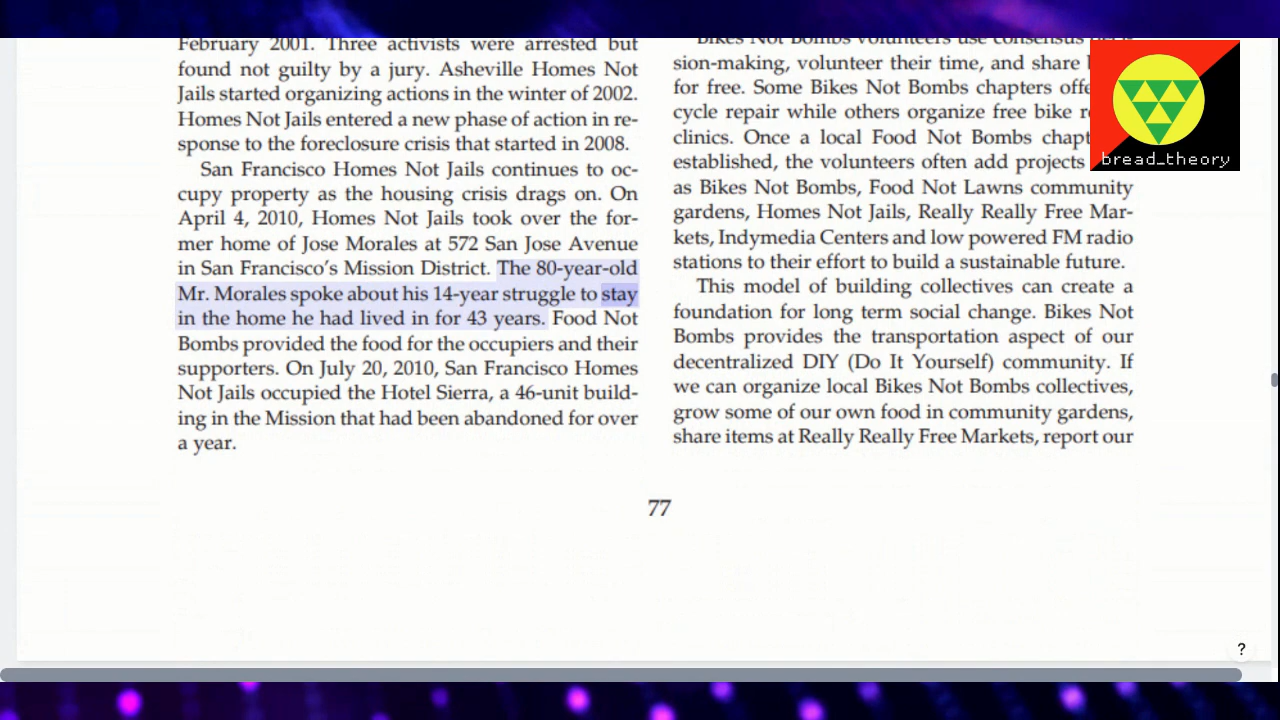 February 2001. Three activists were arrested but
found not guilty by a jury. Asheville Homes Not
Jails started organizing actions in the winter of 2002.
Homes Not Jails entered a new phase of action in re-
sponse to the foreclosure crisis that started in 2008.
San Francisco Homes Not Jails continues to oc-
cupy property as the housing crisis drags on. On
April 4, 2010, Homes Not Jails took over the for-
mer home of Jose Morales at 572 San Jose Avenue
in San Francisco's Mission District. The 80-year-old
Mr. Morales spoke about his 14-year struggle to stay
in the home he had lived in for 43 years. Food Not
Bombs provided the food for the occupiers and their
supporters. On July 20, 2010, San Francisco Homes
Not Jails occupied the Hotel Sierra, a 46-unit build-
ing in the Mission that had been abandoned for over
a year.
Bikes Not Bombs volunteers use consensus
sion-making, volunteer their time, and share
for free. Some Bikes Not Bombs chapters
cycle repair while others organize free bike
clinics. Once a local Food Not Bombs
established, the volunteers often add projects
as Bikes Not Bombs, Food Not Lawns community
gardens, Homes Not Jails, Really Really Free Mar-
kets, Indymedia Centers and low powered FM radio
stations to their effort to build a sustainable future.
This model of building collectives can create a
foundation for long term social change. Bikes Not
Bombs provides the transportation aspect of our
decentralized DIY (Do It Yourself) community. If
we can organize local Bikes Not Bombs collectives,
grow some of our own food in community gardens,
share items at Really Really Free Markets, report our
77
bread_theory
?